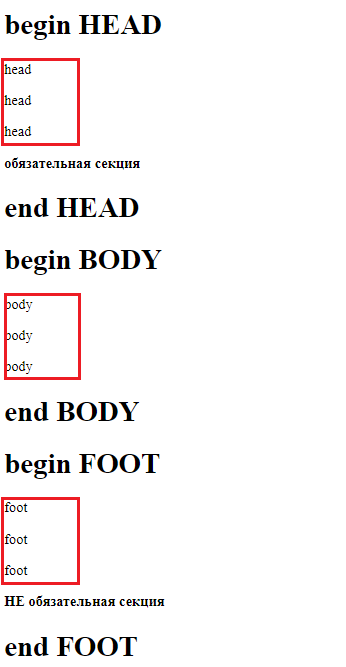 begin HEAD
head
head
head
обязательная секция
end HEAD
begin BODY
body
body
body
end BODY
begin FOOT
foot
foot
foot
НЕ обязательная секция
end FOOT